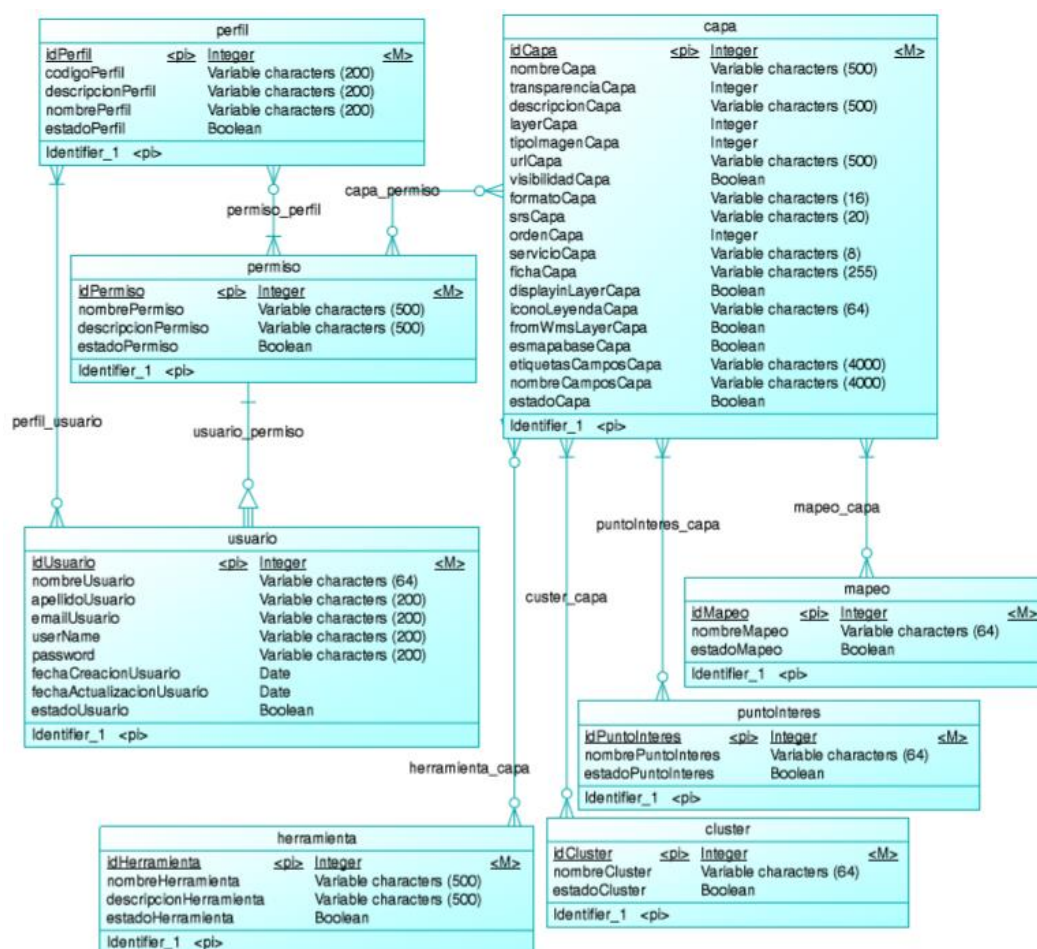 perfil
idPerfil <pi> Integer <M>
codigoPerfil Variable characters (200)
descripcionPerfil Variable characters (200)
nombrePerfil Variable characters (200)
estadoPerfil Boolean
Identifier_1 <pi>
capa
idCapa <pi> Integer <M>
nombreCapa Variable characters (500)
transparenciaCapa Integer
descripcionCapa Variable characters (500)
layerCapa Integer
tipoImagenCapa Integer
urlCapa Variable characters (500)
visibilidadCapa Boolean
formatoCapa Variable characters (16)
srsCapa Variable characters (20)
ordenCapa Integer
servicioCapa Variable characters (8)
fichaCapa Variable characters (255)
displayinLayerCapa Boolean
iconoLeyendaCapa Variable characters (64)
fromWmsLayerCapa Boolean
esmapabaseCapa Boolean
etiquetasCamposCapa Variable characters (4000)
nombreCamposCapa Variable characters (4000)
estadoCapa Boolean
Identifier_1 <pi>
capa_permiso
permiso_perfil
permiso
idPermiso <pi> Integer <M>
nombrePermiso Variable characters (500)
descripcionPermiso Variable characters (500)
estadoPermiso Boolean
Identifier_1 <pi>
perfil_usuario
usuario_permiso
usuario
idUsuario <pi> Integer <M>
nombreUsuario Variable characters (64)
apellidoUsuario Variable characters (200)
emailUsuario Variable characters (200)
userName Variable characters (200)
password Variable characters (200)
fechaCreacionUsuario Date
fechaActualizacionUsuario Date
estadoUsuario Boolean
Identifier_1 <pi>
mapeo_capa
puntoInteres_capa
custer_capa
herramienta_capa
mapeo
idMapeo <pi> Integer <M>
nombreMapeo Variable characters (64)
estadoMapeo Boolean
Identifier_1 <pi>
puntoInteres
idPuntoInteres <pi> Integer <M>
nombrePuntoInteres Variable characters (64)
estadoPuntoInteres Boolean
Identifier_1 <pi>
herramienta
idHerramienta <pi> Integer <M>
nombreHerramienta Variable characters (500)
descripcionHerramienta Variable characters (500)
estadoHerramienta Boolean
Identifier_1 <pi>
cluster
idCluster <pi> Integer <M>
nombreCluster Variable characters (64)
estadoCluster Boolean
Identifier_1 <pi>